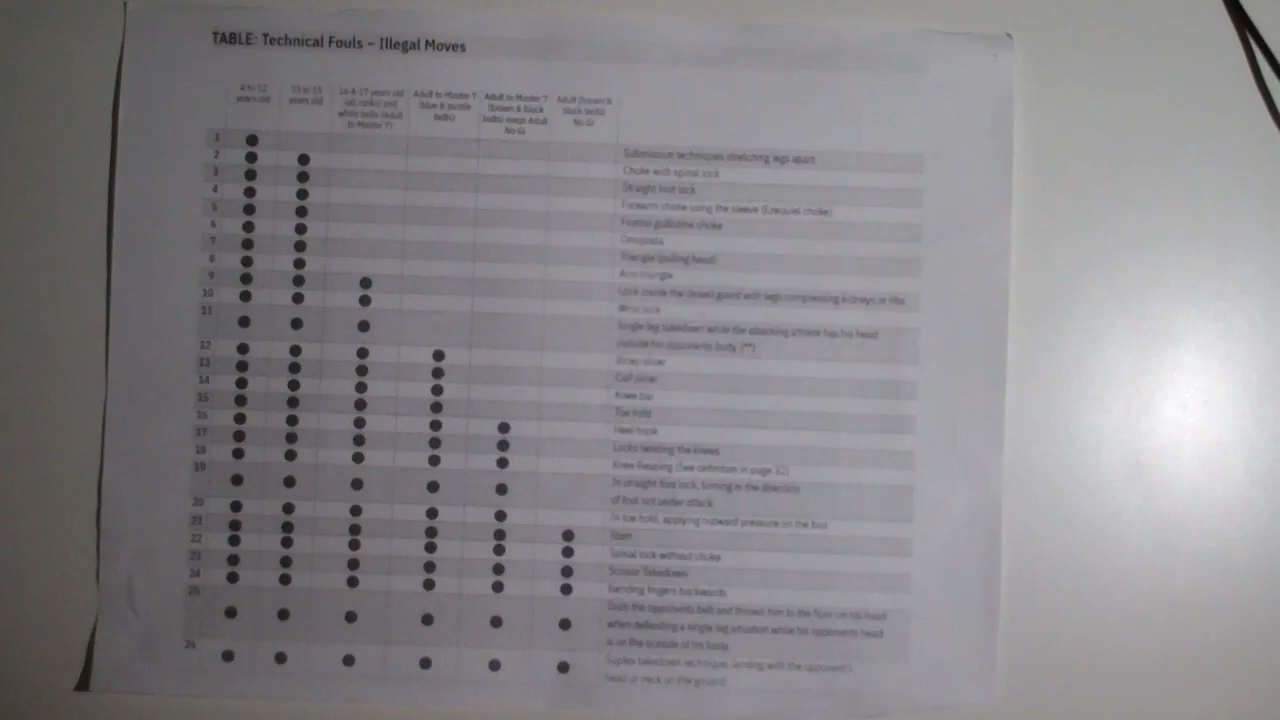 TABLE: Technical Fouls – Illegal Moves
4 to 12
years old
13 to 15
years old
16 & 17 years old
(all ranks) and
white belts (Adult
to Master 7)
Adult to Master 7
(blue & purple
belts)
Adult to Master 7
(brown & black
belts) exept Adult
No-Gi
Adult (brown &
black belts)
No-Gi
1 Submission techniques stretching legs apart
2 Choke with spinal lock
3 Straight foot lock
4 Forearm choke using the sleeve (Ezequiel choke)
5 Frontal guillotine choke
6 Omoplata
7 Triangle (pulling head)
8 Arm triangle
9 Lock inside the closed guard with legs compressing kidneys or ribs
10 Wrist lock
11 Single leg takedown while the attacking athlete has his head
outside his opponents body (**)
12 Bicep slicer
13 Calf slicer
14 Knee bar
15 Toe hold
16 Heel hook
17 Locks twisting the knees
18 Knee Reaping (See definition in page 32)
19 In straight foot lock, turning in the direction
of foot not under attack
20 In toe hold, applying outward pressure on the foot
21 Slam
22 Spinal lock without choke
23 Scissor Takedown
24 Bending fingers backwards
25 Grab the opponents belt and throws him to the floor on his head
when defending a single leg situation while his opponents head
is on the outside of his body
26 Suplex takedown technique, landing with the opponent's
head or neck on the ground